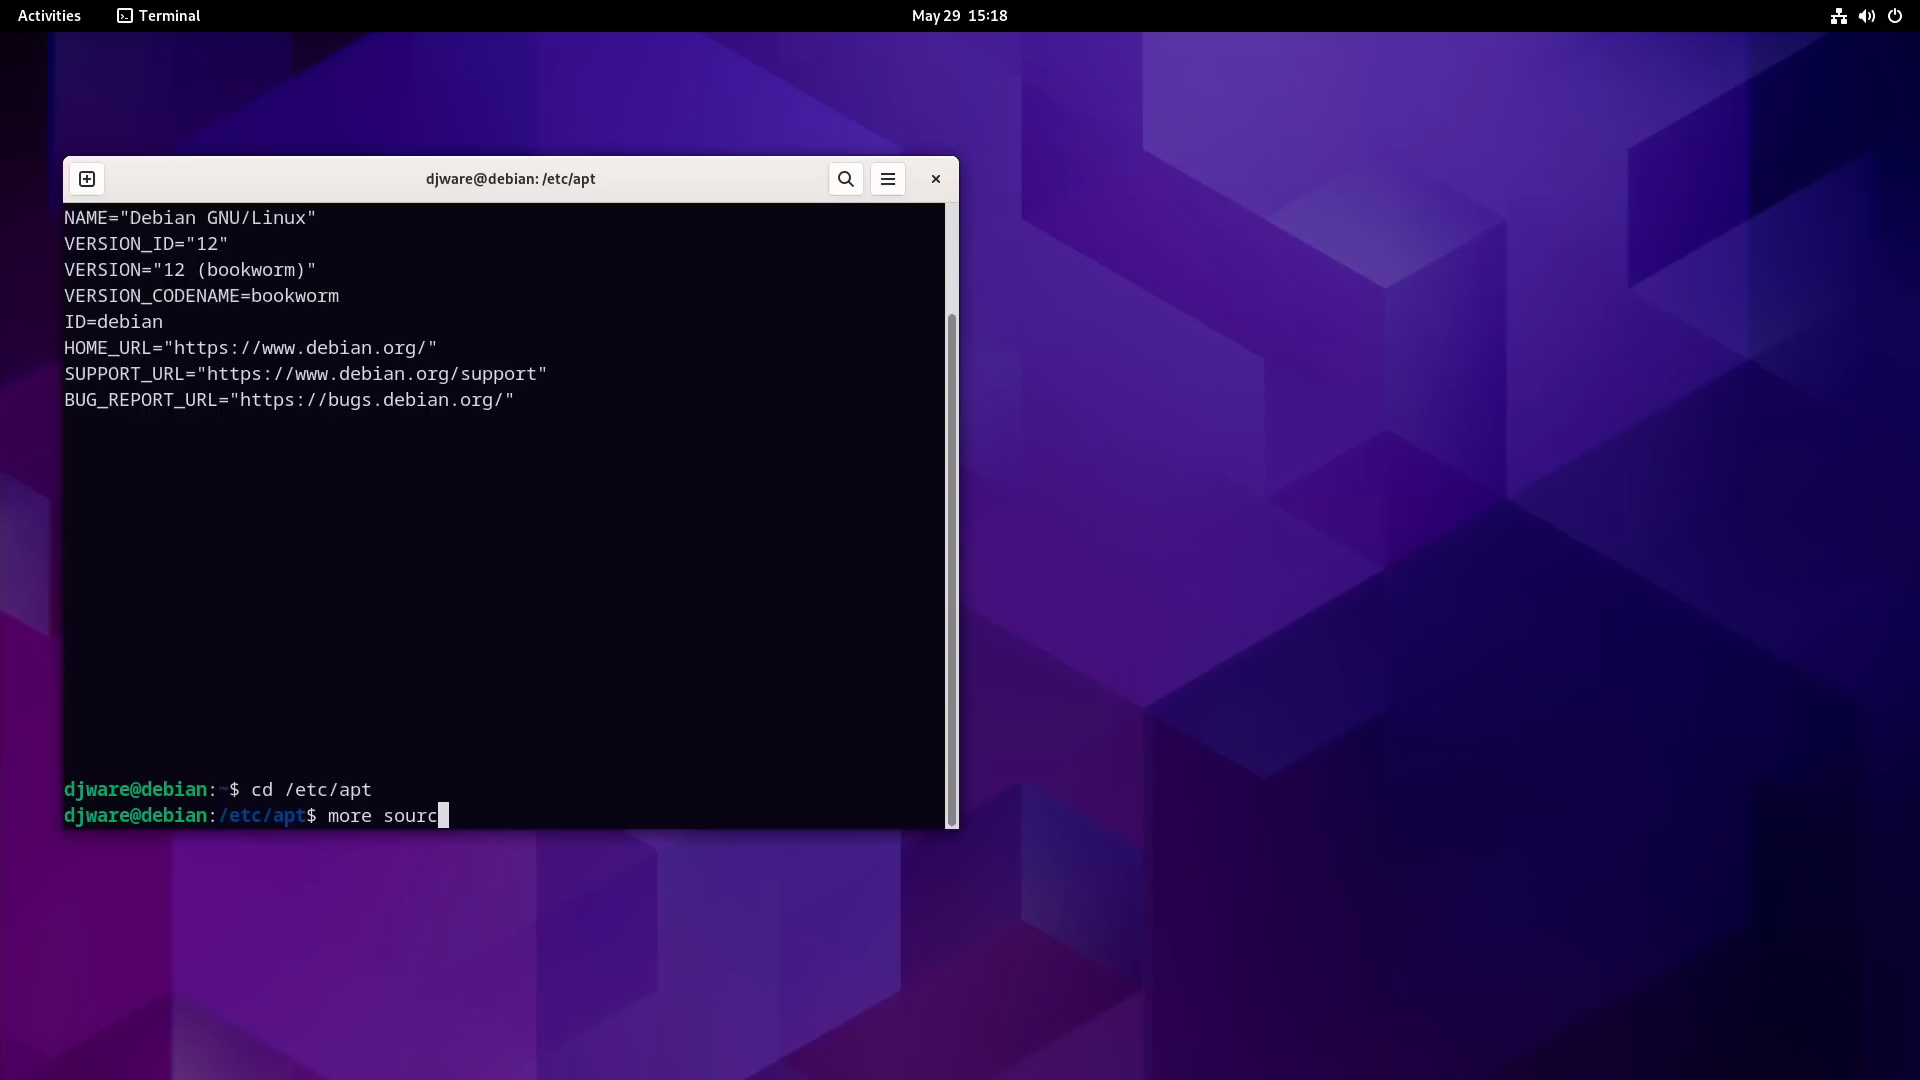 Activities
Terminal
May 29 15:18
djware@debian: /etc/apt
NAME="Debian GNU/Linux"
VERSION_ID="12"
VERSION="12 (bookworm)"
VERSION_CODENAME=bookworm
ID=debian
HOME_URL="https://www.debian.org/"
SUPPORT_URL="https://www.debian.org/support"
BUG_REPORT_URL="https://bugs.debian.org/"
djware@debian:~$ cd /etc/apt
djware@debian:/etc/apt$ more sourc